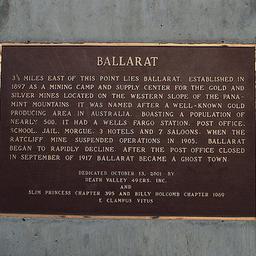 BALLARAT
3½ MILES EAST OF THIS POINT LIES BALLARAT. ESTABLISHED IN
1897 AS A MINING CAMP AND SUPPLY CENTER FOR THE GOLD AND
SILVER MINES LOCATED ON THE WESTERN SLOPE OF THE PANA-
MINT MOUNTAINS. IT WAS NAMED AFTER A WELL-KNOWN GOLD
PRODUCING AREA IN AUSTRALIA. BOASTING A POPULATION OF
NEARLY 500, IT HAD A WELLS FARGO STATION, POST OFFICE,
SCHOOL, JAIL, MORGUE, 3 HOTELS AND 7 SALOONS. WHEN THE
RATCLIFF MINE SUSPENDED OPERATIONS IN 1905, BALLARAT
BEGAN TO RAPIDLY DECLINE. AFTER THE POST OFFICE CLOSED
IN SEPTEMBER OF 1917 BALLARAT BECAME A GHOST TOWN
DEDICATED OCTOBER 13, 2001 BY
DEATH VALLEY 49ERS, INC.
AND
SLIM PRINCESS CHAPTER 395 AND BILLY HOLCOMB CHAPTER 1069
E CLAMPUS VITUS